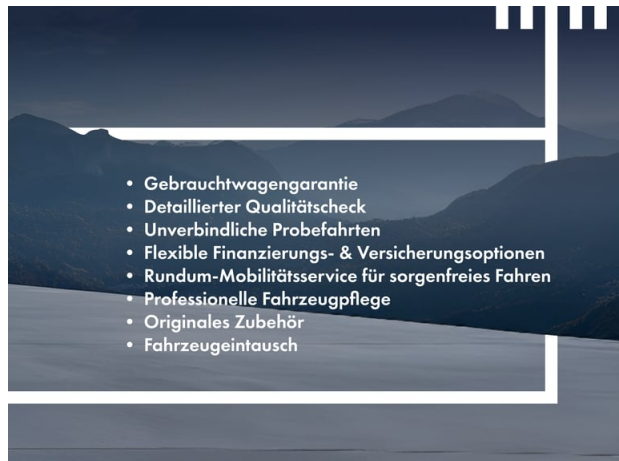 • Gebrauchtwagengarantie
• Detaillierter Qualitätscheck
• Unverbindliche Probefahrten
• Flexible Finanzierungs- & Versicherungsoptionen
• Rundum-Mobilitätsservice für sorgenfreies Fahren
• Professionelle Fahrzeugpflege
• Originales Zubehör
• Fahrzeugeintausch